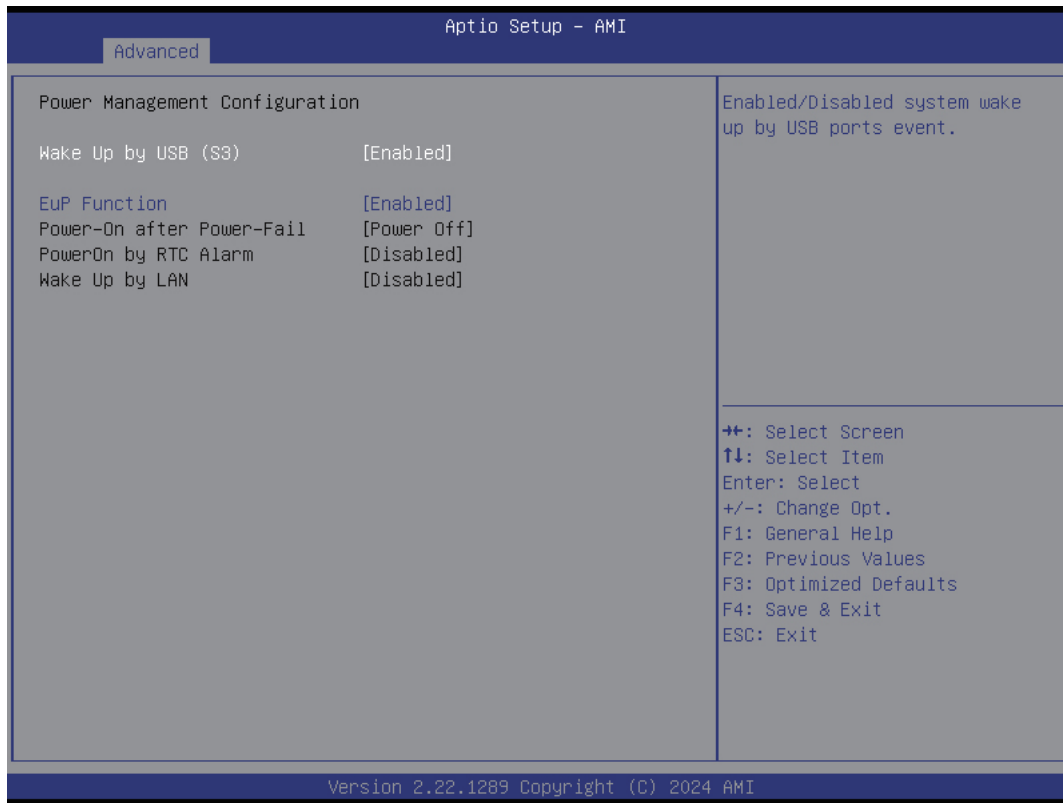 Aptio Setup - AMI
Advanced
Power Management Configuration
Wake Up by USB (S3) [Enabled]
EuP Function [Enabled]
Power-On after Power-Fail [Power Off]
PowerOn by RTC Alarm [Disabled]
Wake Up by LAN [Disabled]
Enabled/Disabled system wake
up by USB ports event.
→←: Select Screen
↑↓: Select Item
Enter: Select
+/-: Change Opt.
F1: General Help
F2: Previous Values
F3: Optimized Defaults
F4: Save & Exit
ESC: Exit
Version 2.22.1289 Copyright (C) 2024 AMI